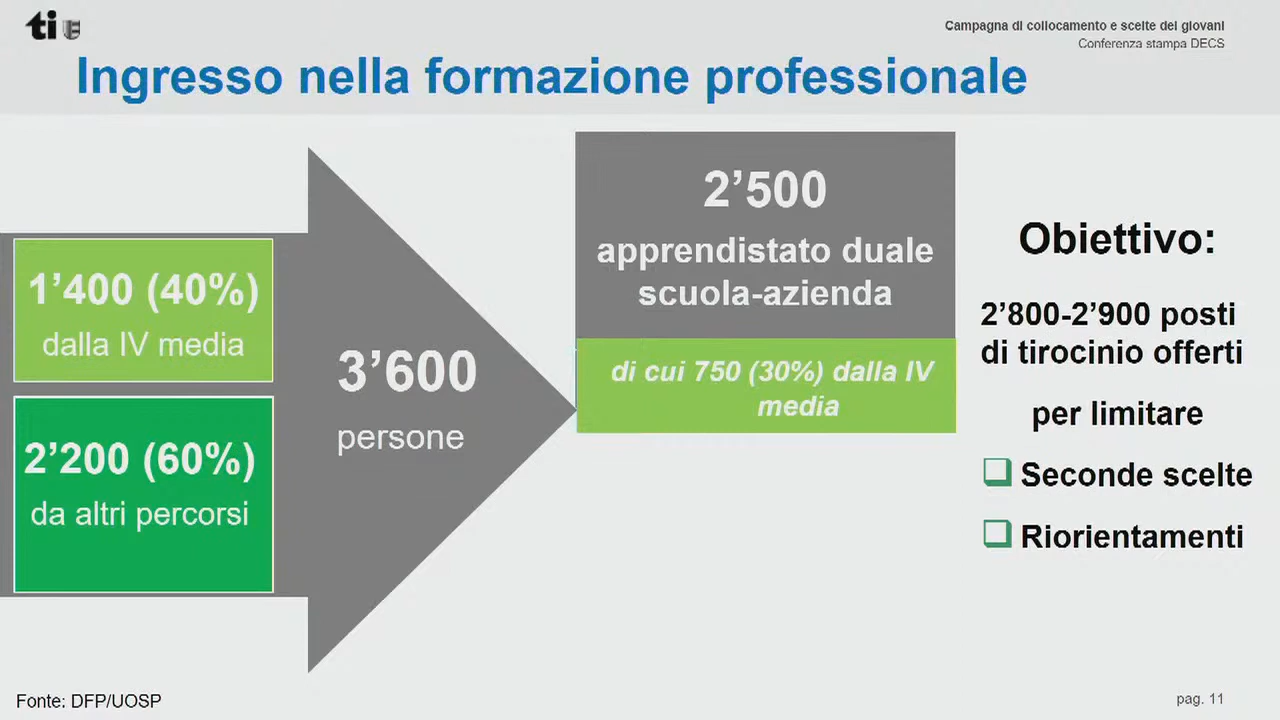 ti
Campagna di collocamento e scelte dei giovani
Conferenza stampa DECS
Ingresso nella formazione professionale
1’400 (40%)
dalla IV media
2’200 (60%)
da altri percorsi
3’600
persone
2’500
apprendistato duale
scuola-azienda
di cui 750 (30%) dalla IV
media
Obiettivo:
2’800-2’900 posti
di tirocinio offerti
per limitare
Seconde scelte
Riorientamenti
Fonte: DFP/UOSP
pag. 11